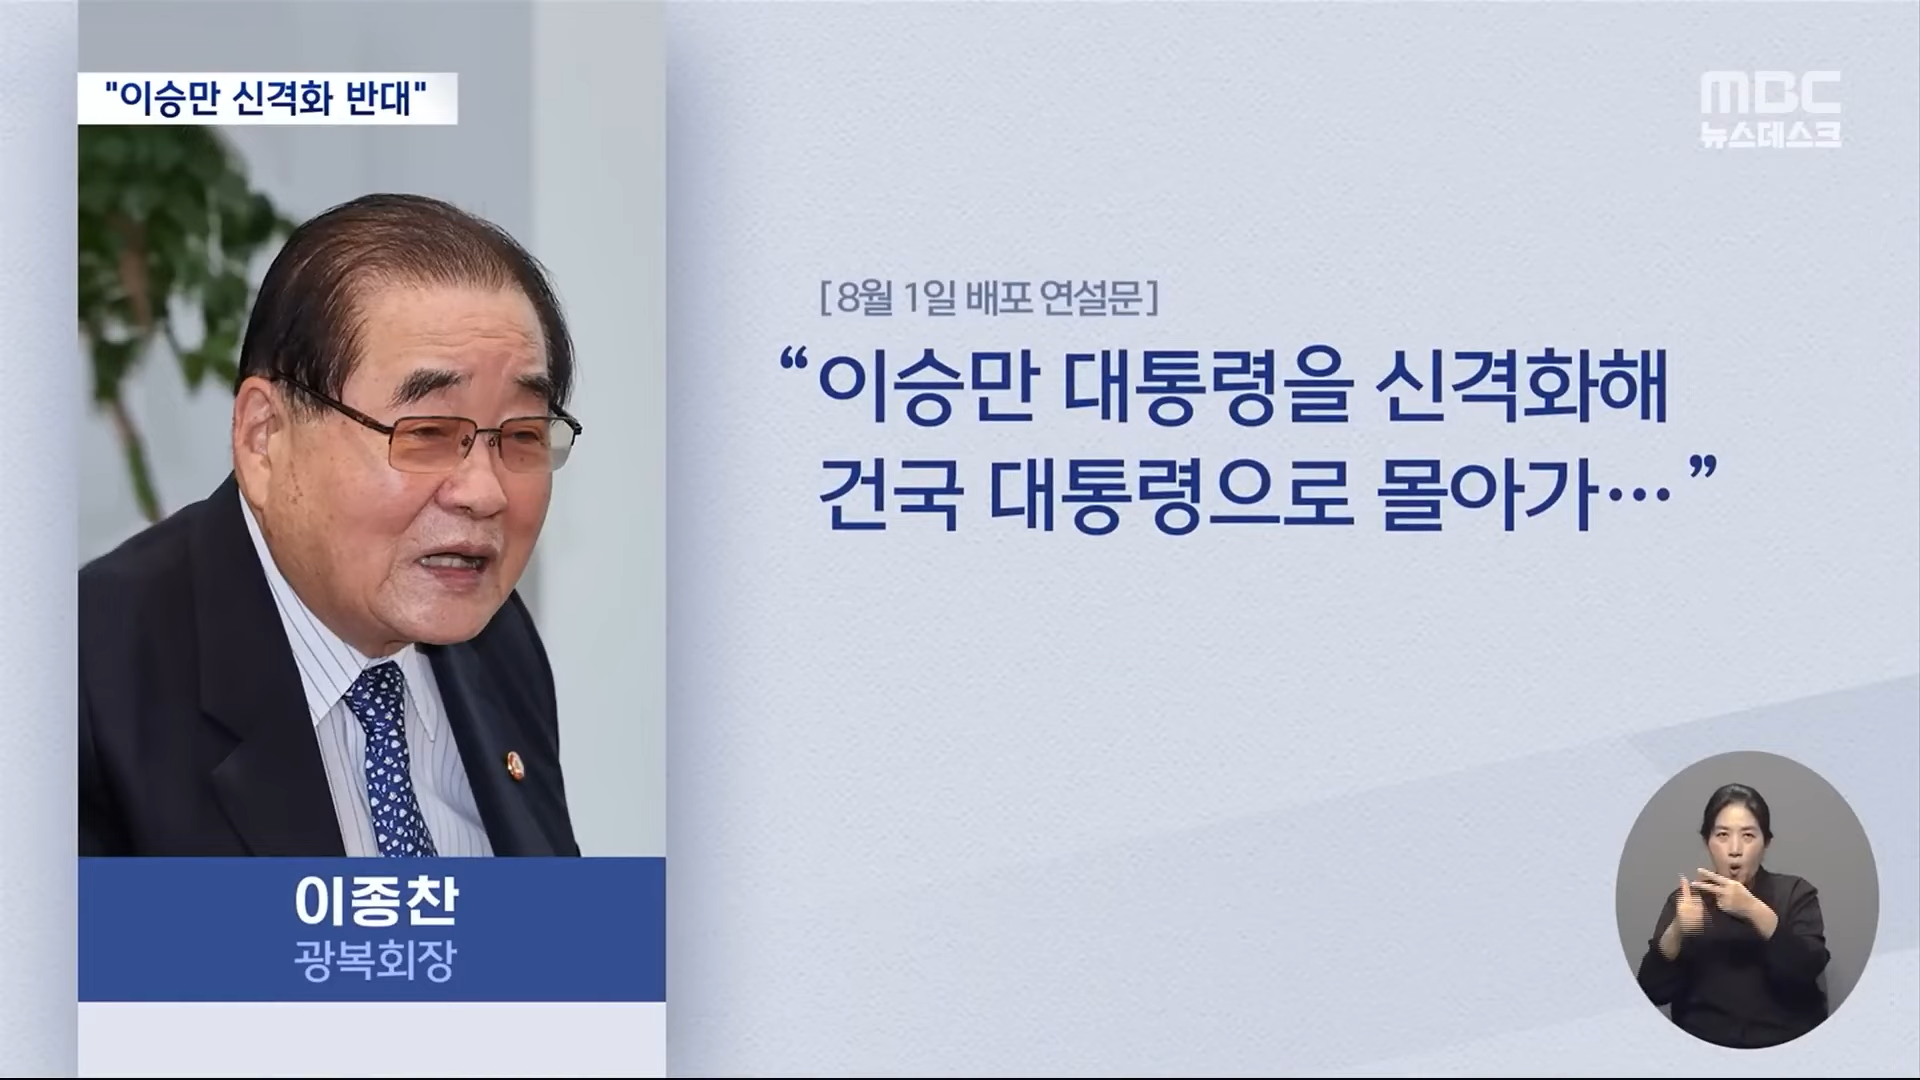 "이승만 신격화 반대"
MBC
뉴스데스크
[8월 1일 배포 연설문]
“이승만 대통령을 신격화해
건국 대통령으로 몰아가…”
이종찬
광복회장